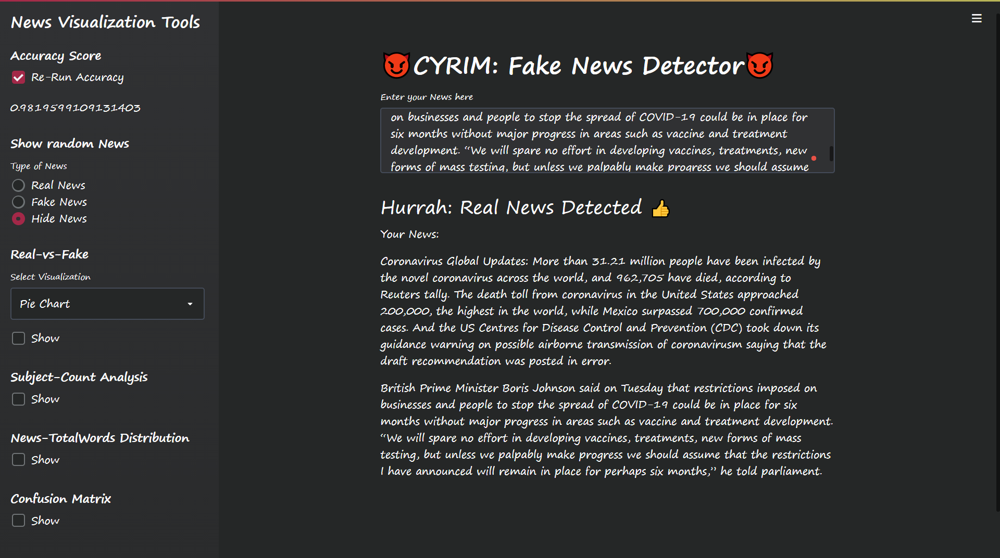 News Visualization Tools
Accuracy Score
Re-Run Accuracy
0.9819599109131403
Show random News
Type of News
Real News
Fake News
Hide News
Real-vs-Fake
Select Visualization
Pie Chart
Show
Subject-Count Analysis
Show
News-TotalWords Distribution
Show
Confusion Matrix
Show
CYRIM: Fake News Detector
Enter your News here
on businesses and people to stop the spread of COVID-19 could be in place for
six months without major progress in areas such as vaccine and treatment
development. “We will spare no effort in developing vaccines, treatments, new
forms of mass testing, but unless we palpably make progress we should assume
Hurrah: Real News Detected
Your News:
Coronavirus Global Updates: More than 31.21 million people have been infected by
the novel coronavirus across the world, and 962,705 have died, according to
Reuters tally. The death toll from coronavirus in the United States approached
200,000, the highest in the world, while Mexico surpassed 700,000 confirmed
cases. And the US Centres for Disease Control and Prevention (CDC) took down its
guidance warning on possible airborne transmission of coronavirusm saying that the
draft recommendation was posted in error.
British Prime Minister Boris Johnson said on Tuesday that restrictions imposed on
businesses and people to stop the spread of COVID-19 could be in place for six
months without major progress in areas such as vaccine and treatment development.
“We will spare no effort in developing vaccines, treatments, new forms of mass
testing, but unless we palpably make progress we should assume that the restrictions
I have announced will remain in place for perhaps six months,” he told parliament.